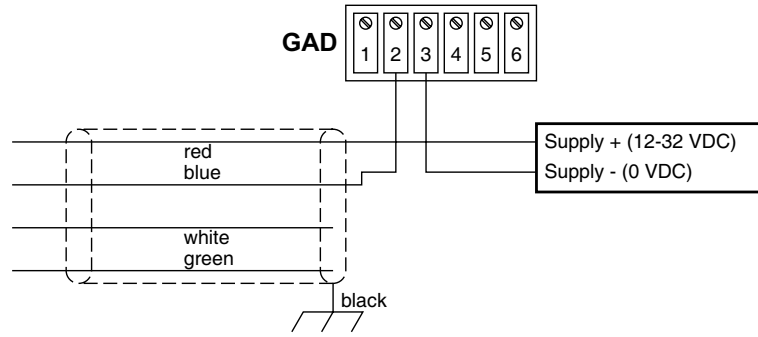 GAD
1 2 3 4 5 6
Supply + (12-32 VDC)
Supply - (0 VDC)
red
blue
white
green
black